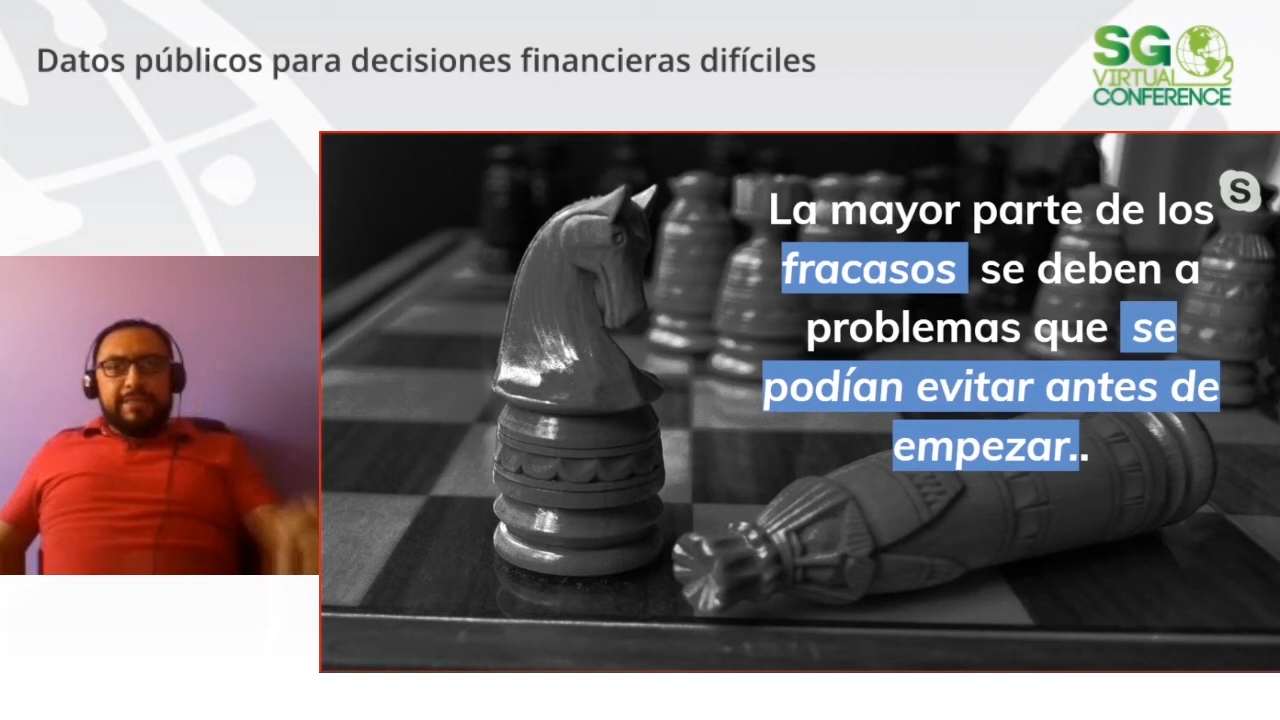 Datos públicos para decisiones financieras difíciles
SG
VIRTUAL
CONFERENCE
La mayor parte de los
fracasos se deben a
problemas que se
podían evitar antes de
empezar..
S